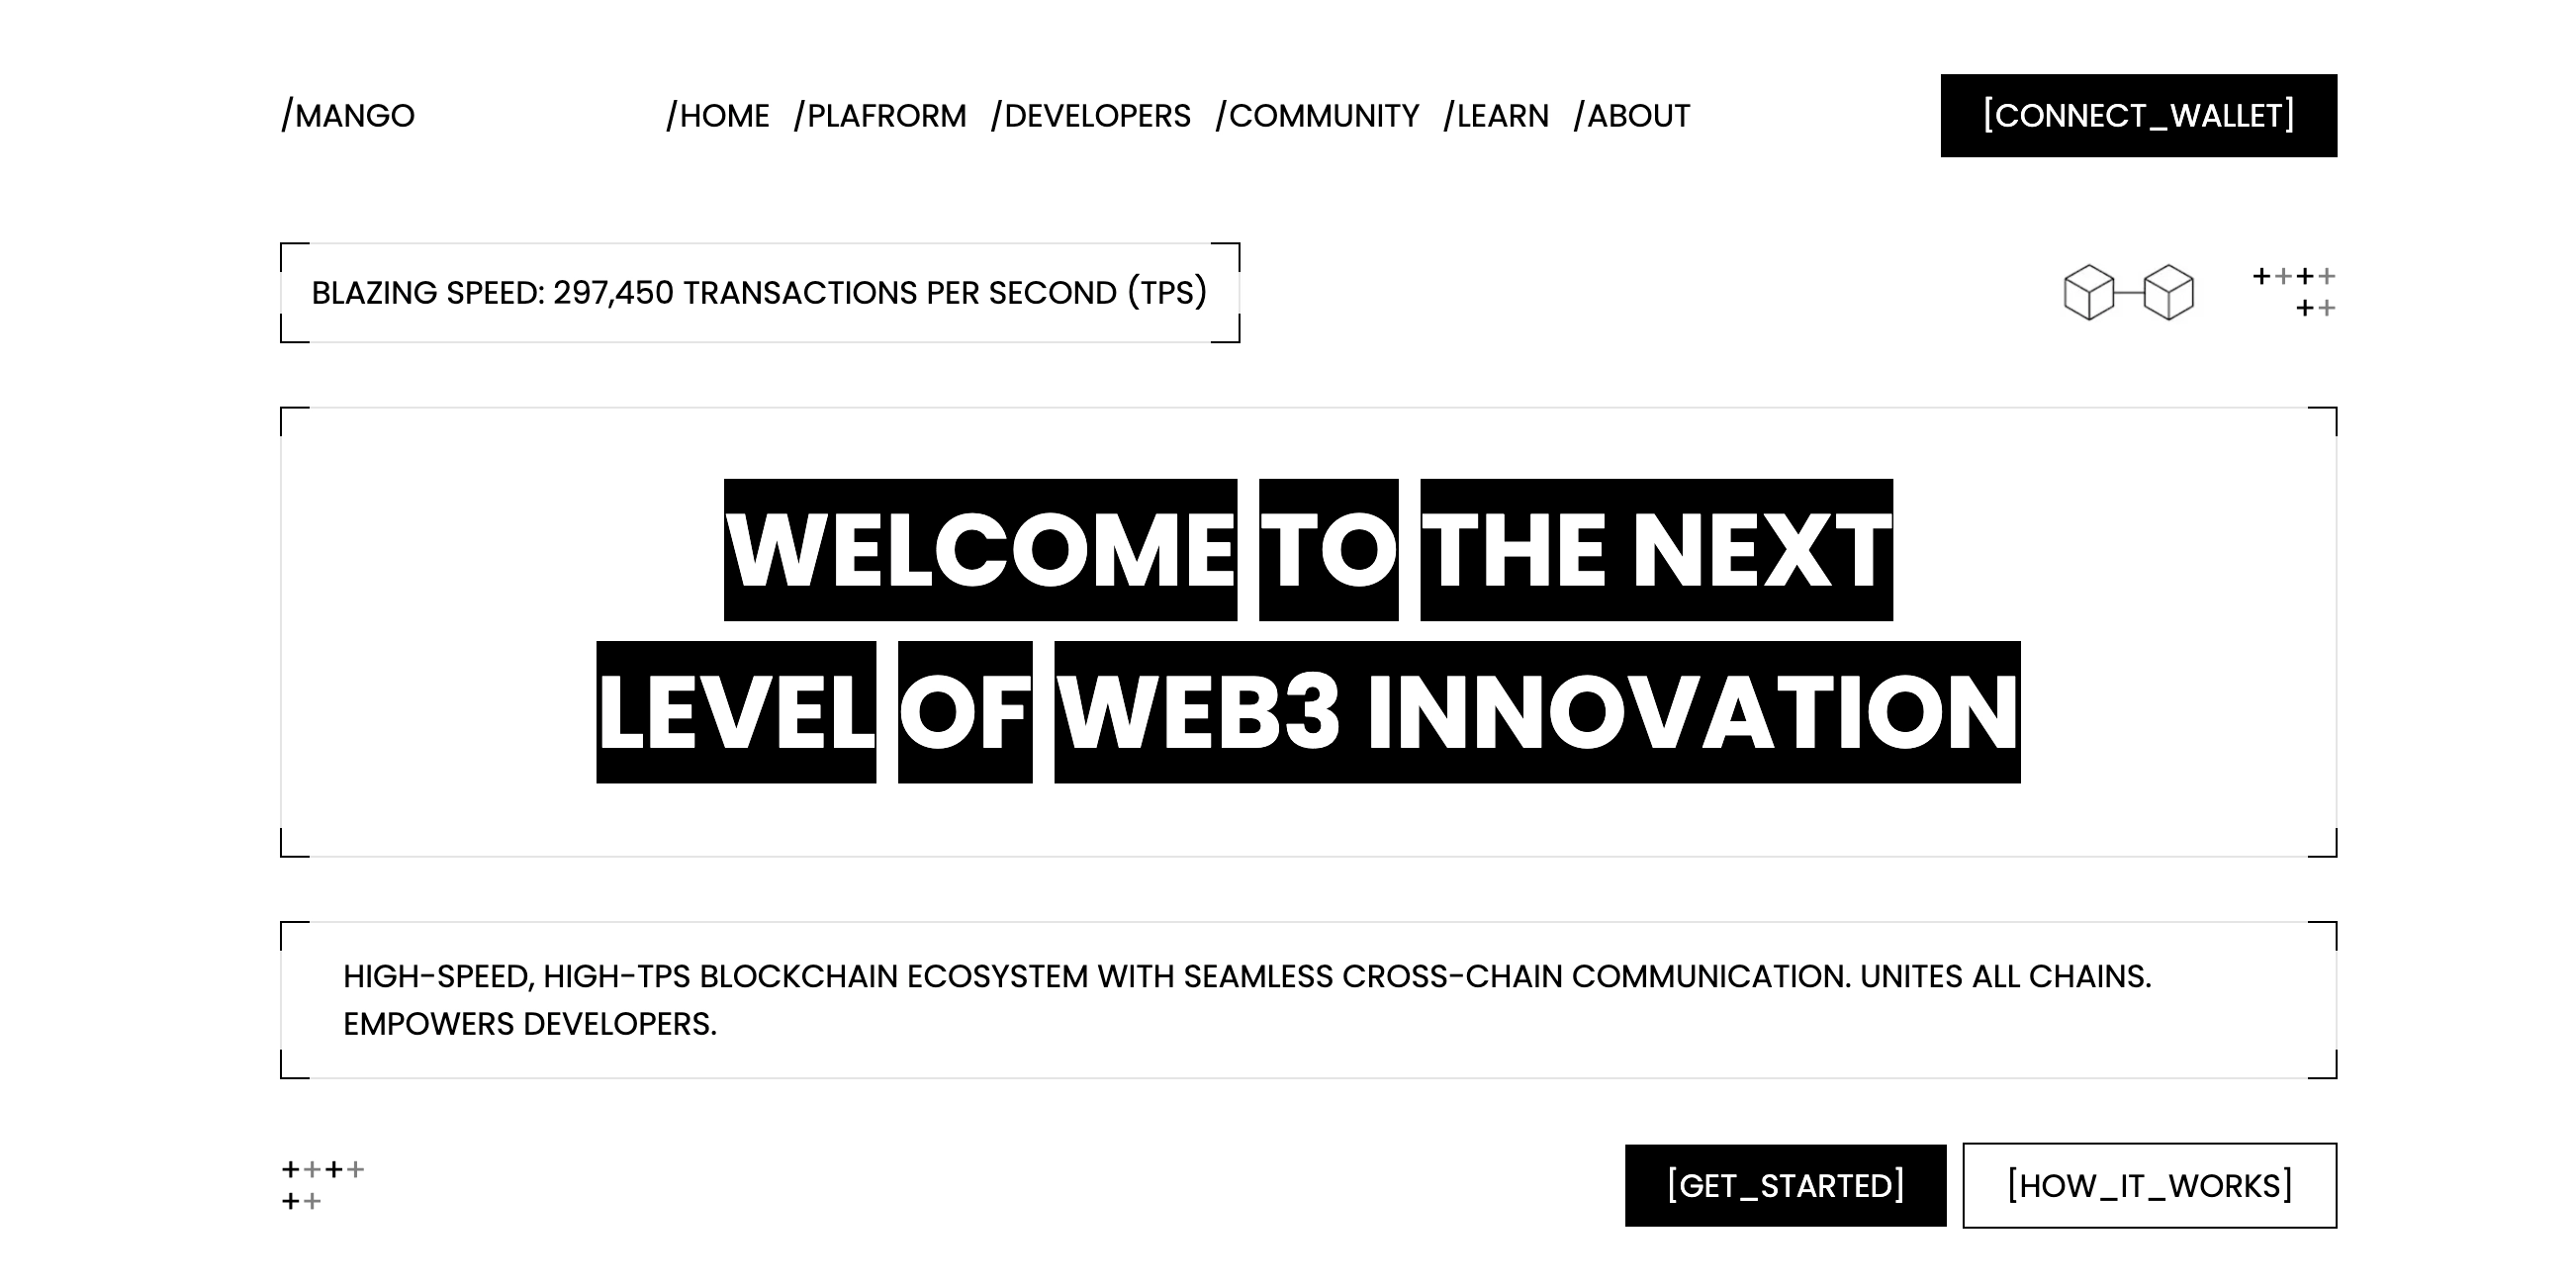 /MANGO
/HOME /PLAFRORM /DEVELOPERS /COMMUNITY /LEARN /ABOUT
[CONNECT_WALLET]
BLAZING SPEED: 297,450 TRANSACTIONS PER SECOND (TPS)
++++
++
WELCOME TO THE NEXT
LEVEL OF WEB3 INNOVATION
HIGH-SPEED, HIGH-TPS BLOCKCHAIN ECOSYSTEM WITH SEAMLESS CROSS-CHAIN COMMUNICATION. UNITES ALL CHAINS.
EMPOWERS DEVELOPERS.
++++
++
[GET_STARTED] [HOW_IT_WORKS]